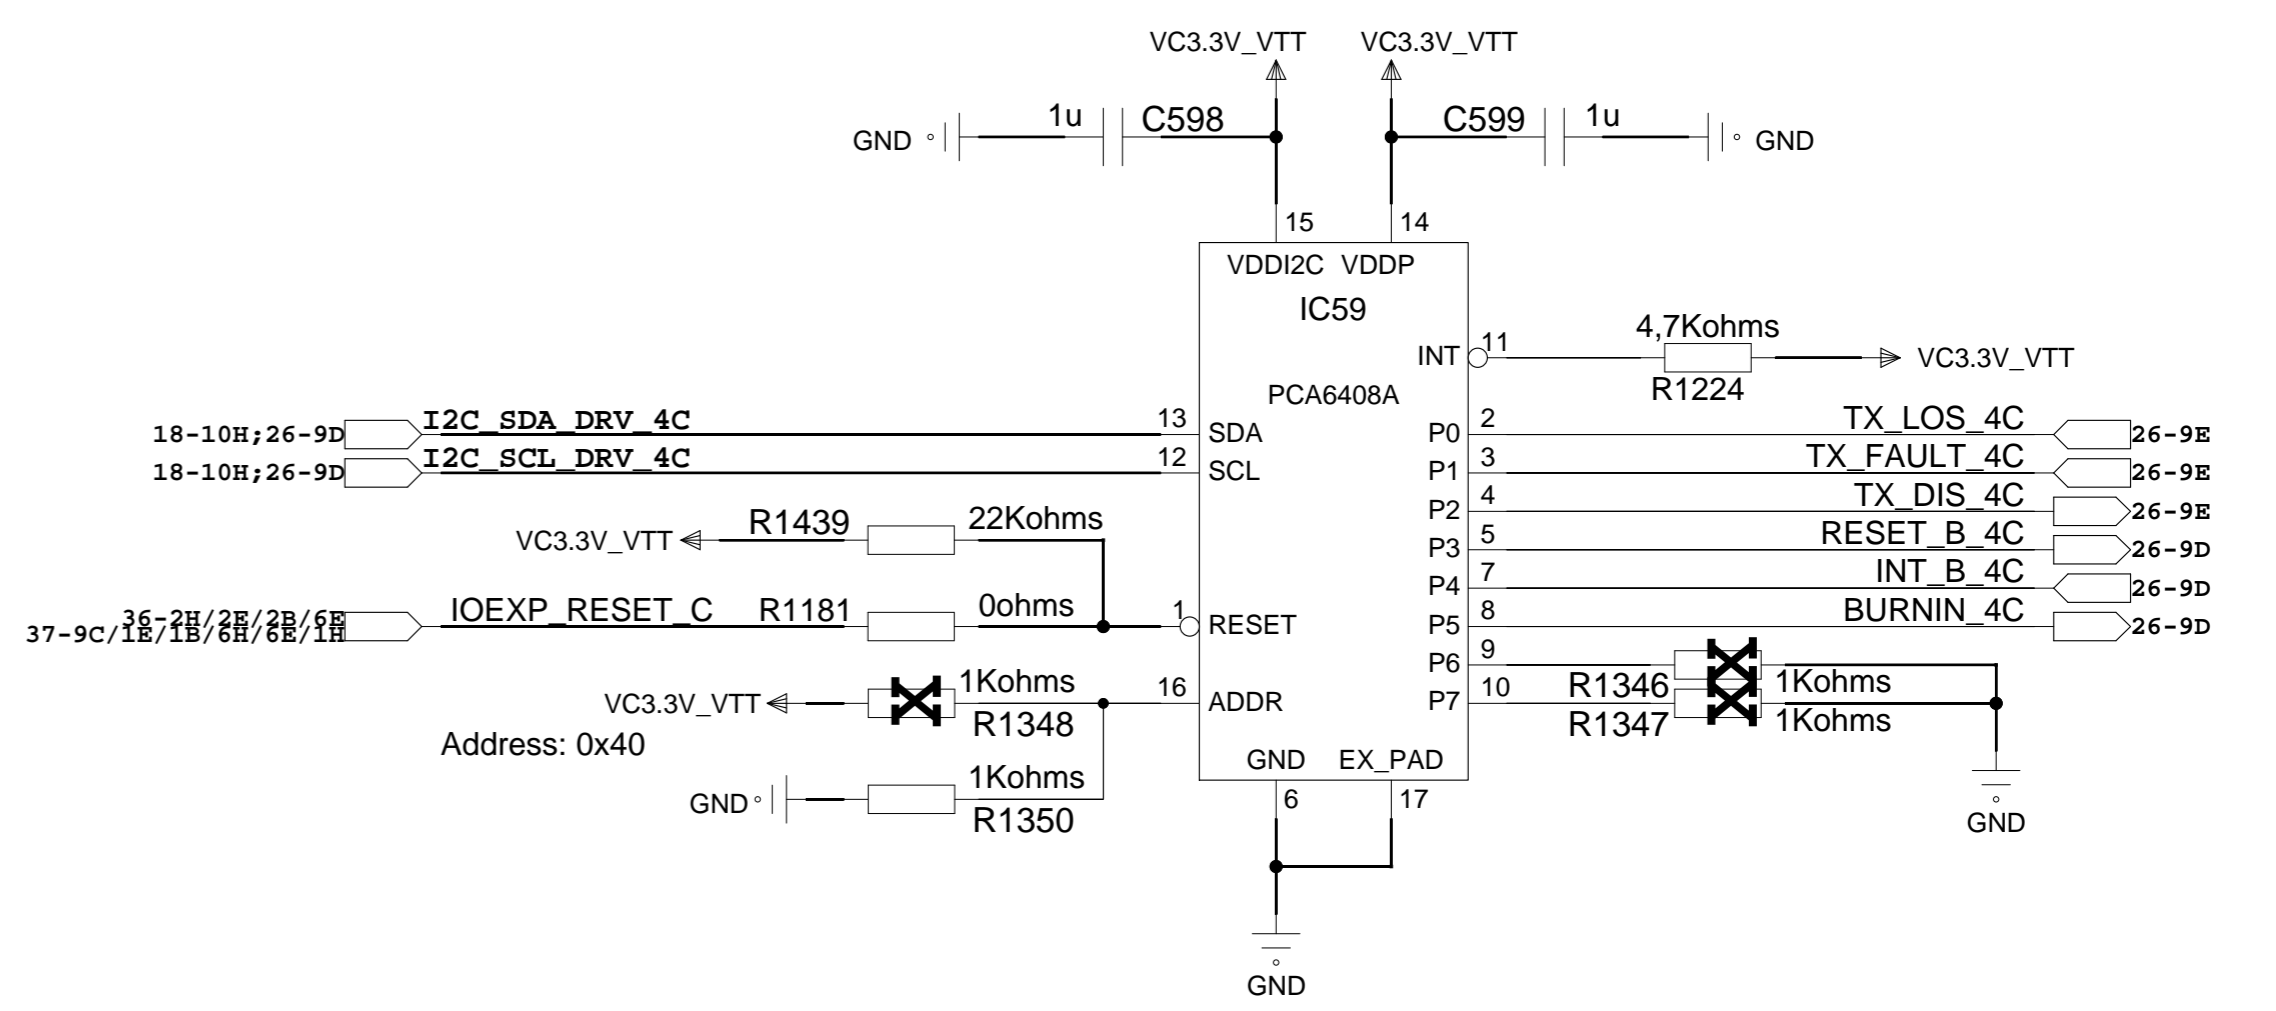 VC3.3V_VTT VC3.3V_VTT
GND 1u C598 C599 1u GND
15 14
VDDI2C VDDP
IC59
4,7Kohms
INT 11 VC3.3V_VTT
R1224
PCA6408A
18-10H;26-9D I2C_SDA_DRV_4C 13 SDA P0 2 TX_LOS_4C 26-9E
18-10H;26-9D I2C_SCL_DRV_4C 12 SCL P1 3 TX_FAULT_4C 26-9E
P2 4 TX_DIS_4C 26-9E
VC3.3V_VTT R1439 22Kohms P3 5 RESET_B_4C 26-9D
P4 7 INT_B_4C 26-9D
36-2H/2E/2B/6E
37-9C/1E/1B/6H/6E/1H IOEXP_RESET_C R1181 0ohms 1 RESET P5 8 BURNIN_4C 26-9D
P6 9 R1346 1Kohms
VC3.3V_VTT 1Kohms R1348 16 ADDR P7 10 R1347 1Kohms
Address: 0x40
GND EX_PAD
GND 1Kohms R1350 6 17
GND
GND